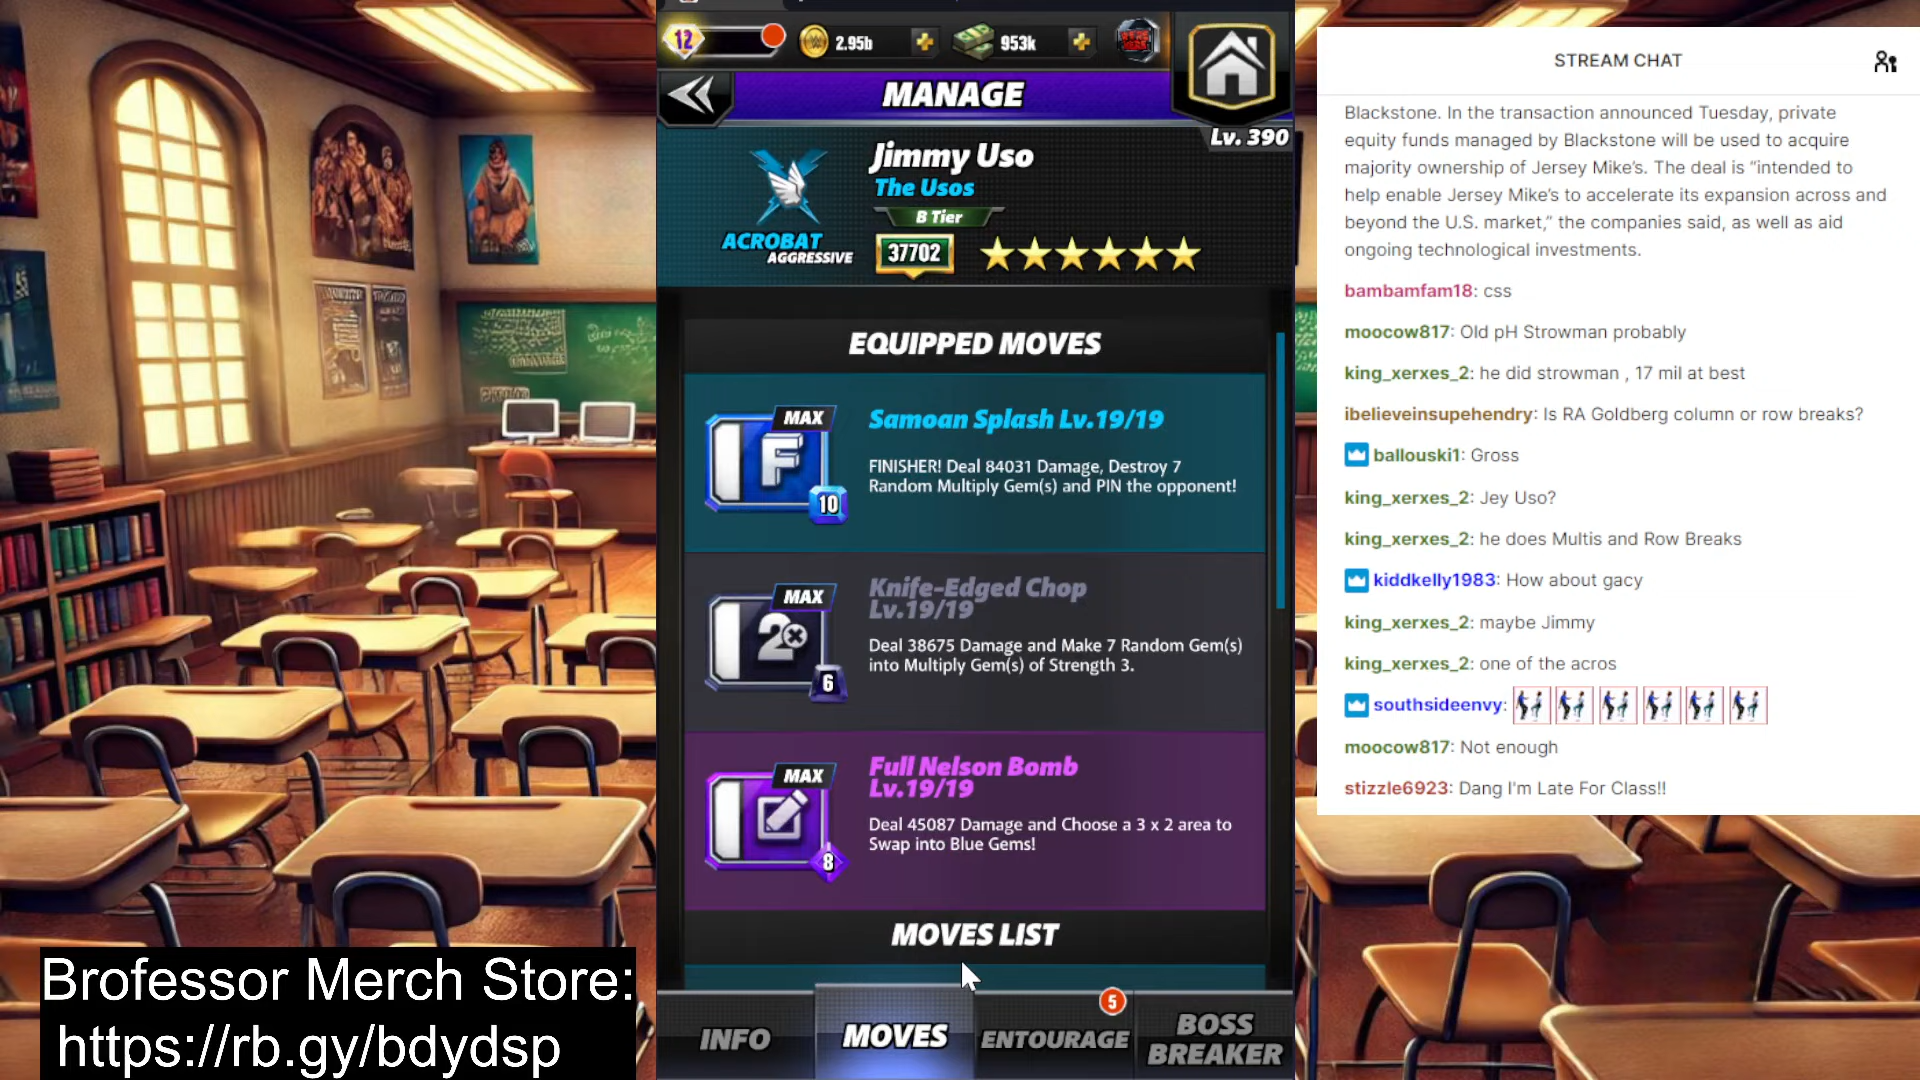 12
2.95b
953k
MANAGE
Lv. 390
Jimmy Uso
The Usos
B Tier
ACROBAT
AGGRESSIVE
37702
EQUIPPED MOVES
MAX
F
10
Samoan Splash Lv.19/19
FINISHER! Deal 84031 Damage, Destroy 7
Random Multiply Gem(s) and PIN the opponent!
MAX
2x
6
Knife-Edged Chop
Lv.19/19
Deal 38675 Damage and Make 7 Random Gem(s)
into Multiply Gem(s) of Strength 3.
MAX
8
Full Nelson Bomb
Lv.19/19
Deal 45087 Damage and Choose a 3 x 2 area to
Swap into Blue Gems!
MOVES LIST
INFO
MOVES
ENTOURAGE
5
BOSS
BREAKER
STREAM CHAT
Blackstone. In the transaction announced Tuesday, private
equity funds managed by Blackstone will be used to acquire
majority ownership of Jersey Mike's. The deal is “intended to
help enable Jersey Mike's to accelerate its expansion across and
beyond the U.S. market,” the companies said, as well as aid
ongoing technological investments.
bambamfam18: css
moocow817: Old pH Strowman probably
king_xerxes_2: he did strowman , 17 mil at best
ibelieveinsupehendry: Is RA Goldberg column or row breaks?
ballouski1: Gross
king_xerxes_2: Jey Uso?
king_xerxes_2: he does Multis and Row Breaks
kiddkelly1983: How about gacy
king_xerxes_2: maybe Jimmy
king_xerxes_2: one of the acros
southsideenvy:
moocow817: Not enough
stizzle6923: Dang I'm Late For Class!!
Brofessor Merch Store:
https://rb.gy/bdydsp